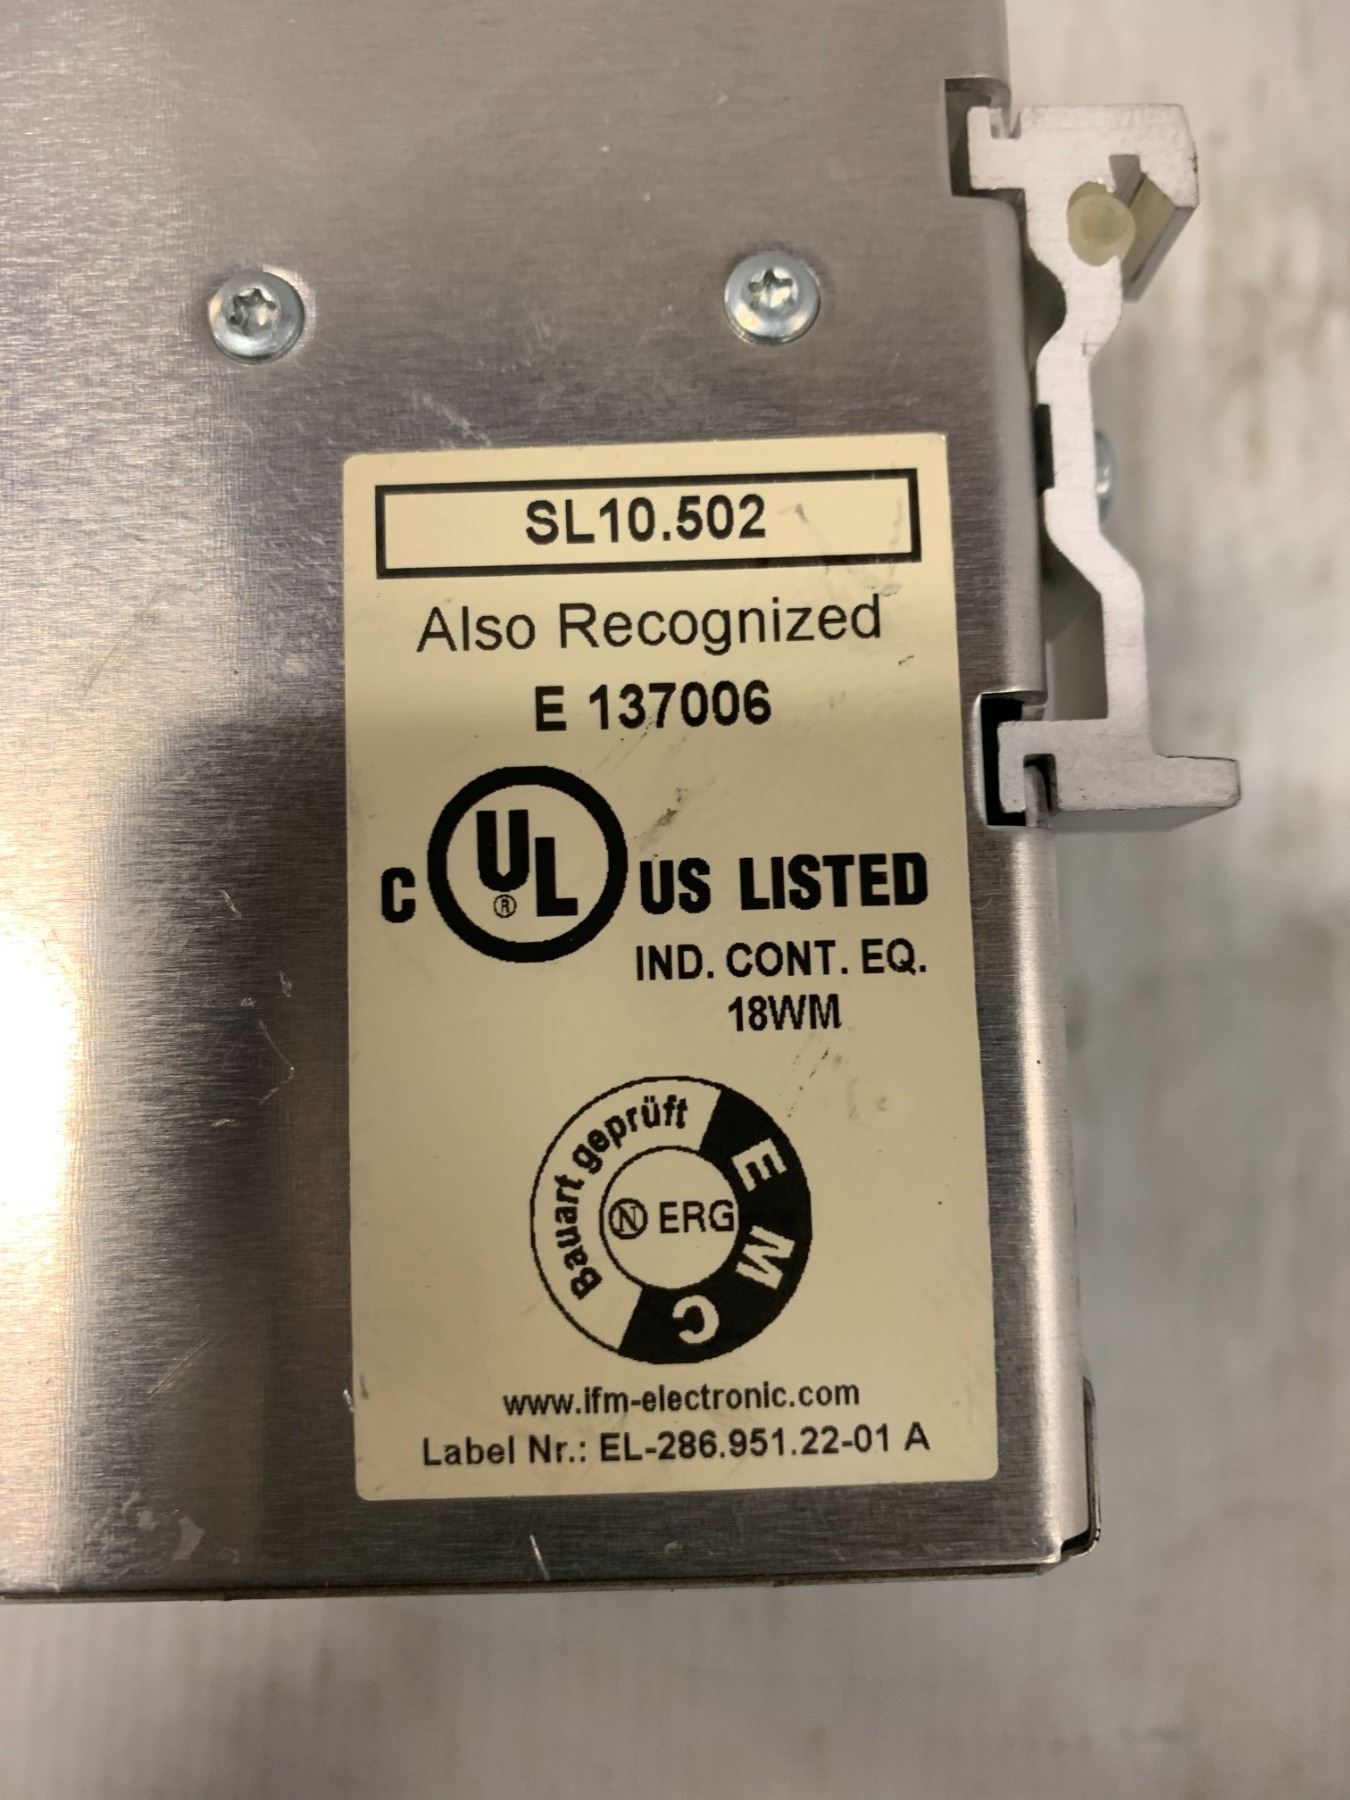 SL10.502
Also Recognized
E 137006
C UL ® US LISTED
IND. CONT. EQ.
18WM
Bauart geprüft
EMC
N ERG
www.ifm-electronic.com
Label Nr.: EL-286.951.22-01 A